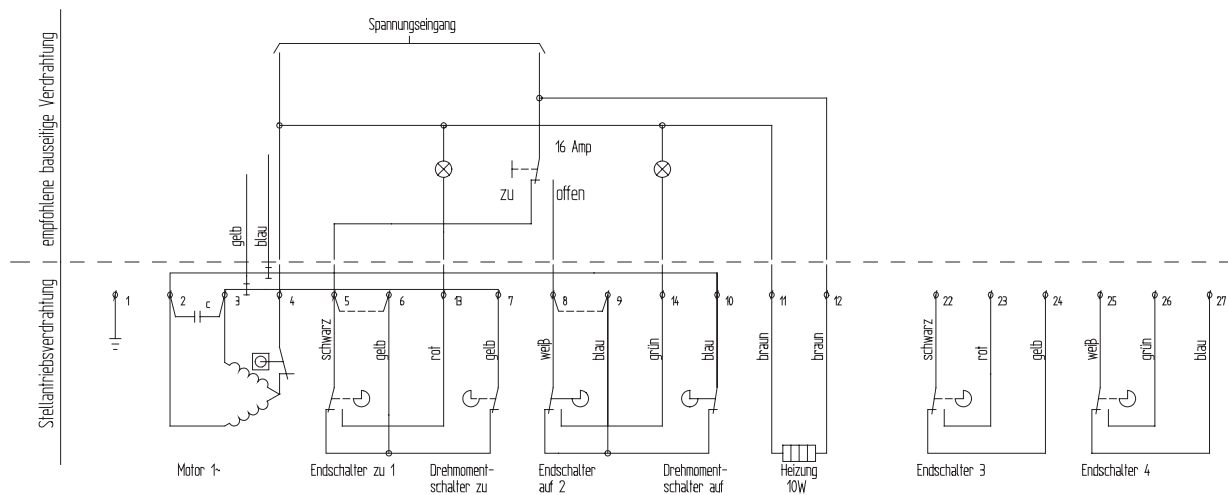 Spannungseingang
empfohlene bauseitige Verdrahtung
16 Amp
zu
offen
gelb
blau
Stellantriebsverdrahtung
1
2
c
3
4
5
6
13
7
8
9
14
10
11
12
22
23
24
25
26
27
schwarz
gelb
rot
gelb
weiß
blau
grün
blau
braun
braun
schwarz
rot
gelb
weiß
grün
blau
Motor 1~
Endschalter zu 1
Drehmoment-
schalter zu
Endschalter
auf 2
Drehmoment-
schalter auf
Heizung
10W
Endschalter 3
Endschalter 4